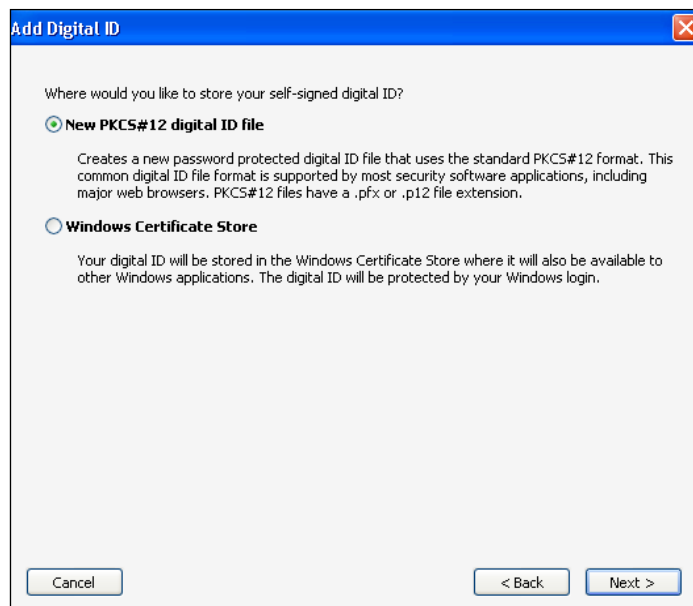 Add Digital ID
Where would you like to store your self-signed digital ID?
New PKCS#12 digital ID file
Creates a new password protected digital ID file that uses the standard PKCS#12 format. This
common digital ID file format is supported by most security software applications, including
major web browsers. PKCS#12 files have a .pfx or .p12 file extension.
Windows Certificate Store
Your digital ID will be stored in the Windows Certificate Store where it will also be available to
other Windows applications. The digital ID will be protected by your Windows login.
Cancel
< Back
Next >